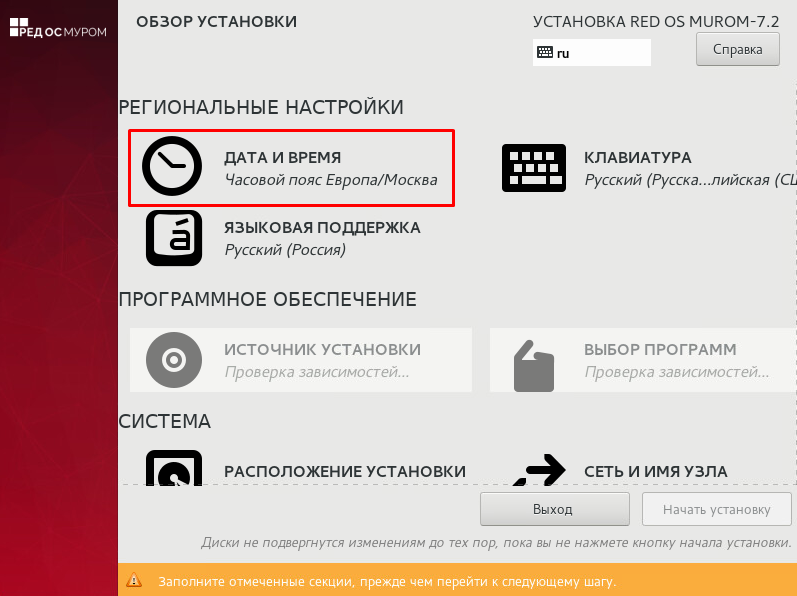 РЕД ОС МУРОМ
ОБЗОР УСТАНОВКИ
УСТАНОВКА RED OS MUROM-7.2
ru
Справка
РЕГИОНАЛЬНЫЕ НАСТРОЙКИ
ДАТА И ВРЕМЯ
Часовой пояс Европа/Москва
КЛАВИАТУРА
Русский (Русска...лийская (СШ
ЯЗЫКОВАЯ ПОДДЕРЖКА
Русский (Россия)
ПРОГРАММНОЕ ОБЕСПЕЧЕНИЕ
ИСТОЧНИК УСТАНОВКИ
Проверка зависимостей...
ВЫБОР ПРОГРАММ
Проверка зависимостей...
СИСТЕМА
РАСПОЛОЖЕНИЕ УСТАНОВКИ
СЕТЬ И ИМЯ УЗЛА
Выход
Начать установку
Диски не подвергнутся изменениям до тех пор, пока вы не нажмете кнопку начала установки.
Заполните отмеченные секции, прежде чем перейти к следующему шагу.